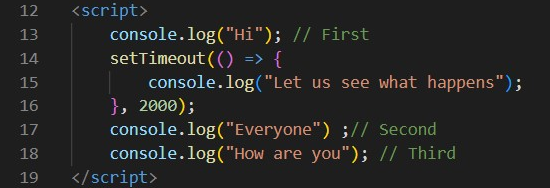 12 <script>
13 console.log("Hi"); // First
14 setTimeout(() => {
15 console.log("Let us see what happens");
16 }, 2000);
17 console.log("Everyone") ;// Second
18 console.log("How are you"); // Third
19 </script>